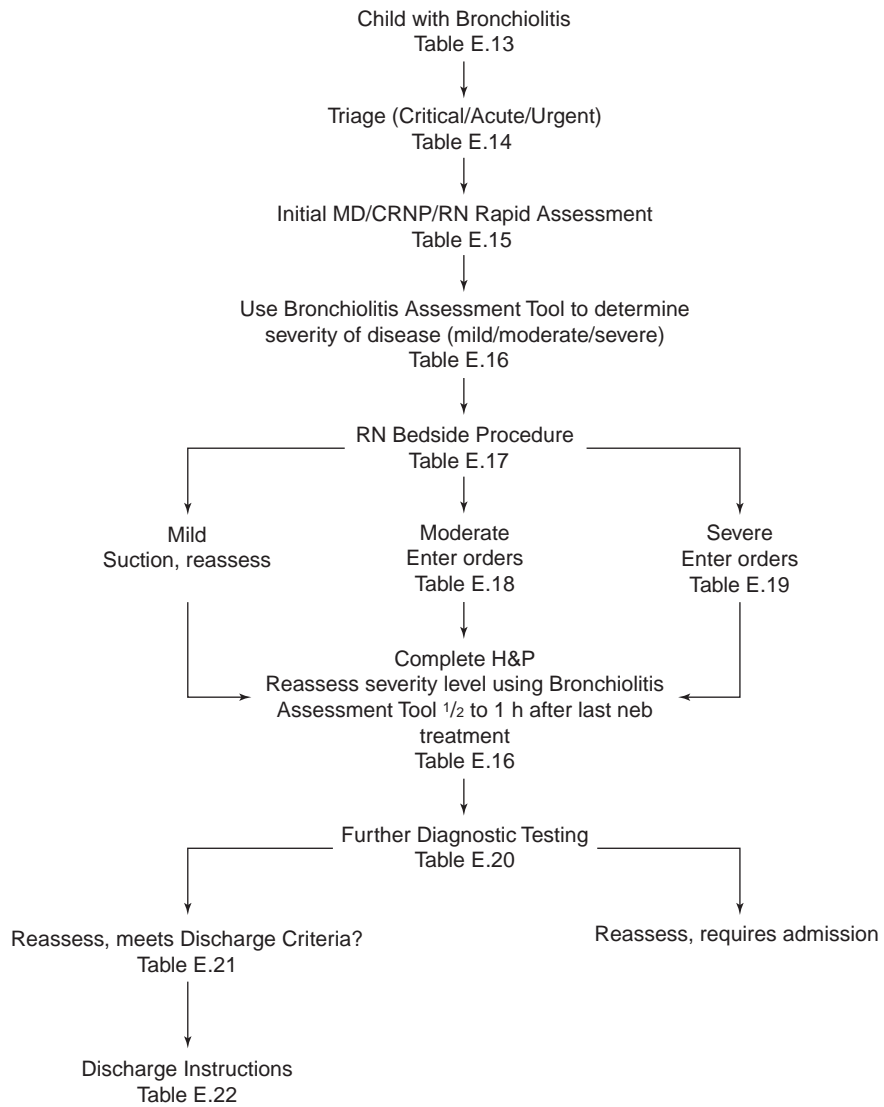 Child with Bronchiolitis
Table E.13
Triage (Critical/Acute/Urgent)
Table E.14
Initial MD/CRNP/RN Rapid Assessment
Table E.15
Use Bronchiolitis Assessment Tool to determine
severity of disease (mild/moderate/severe)
Table E.16
RN Bedside Procedure
Table E.17
Mild
Suction, reassess
Moderate
Enter orders
Table E.18
Severe
Enter orders
Table E.19
Complete H&P
Reassess severity level using Bronchiolitis
Assessment Tool 1/2 to 1 h after last neb
treatment
Table E.16
Further Diagnostic Testing
Table E.20
Reassess, meets Discharge Criteria?
Table E.21
Reassess, requires admission
Discharge Instructions
Table E.22